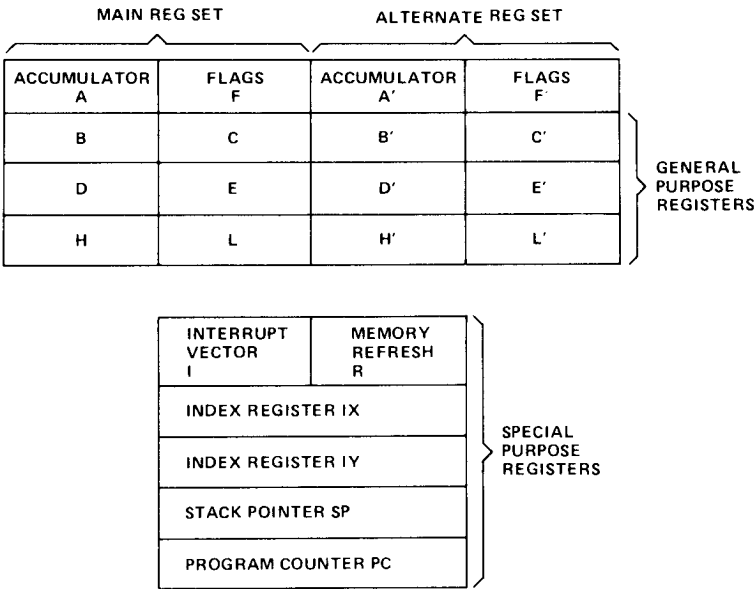 MAIN REG SET
ALTERNATE REG SET
ACCUMULATOR
A
FLAGS
F
ACCUMULATOR
A'
FLAGS
F'
B
C
B'
C'
D
E
D'
E'
H
L
H'
L'
GENERAL
PURPOSE
REGISTERS
INTERRUPT
VECTOR
I
MEMORY
REFRESH
R
INDEX REGISTER IX
INDEX REGISTER IY
STACK POINTER SP
PROGRAM COUNTER PC
SPECIAL
PURPOSE
REGISTERS